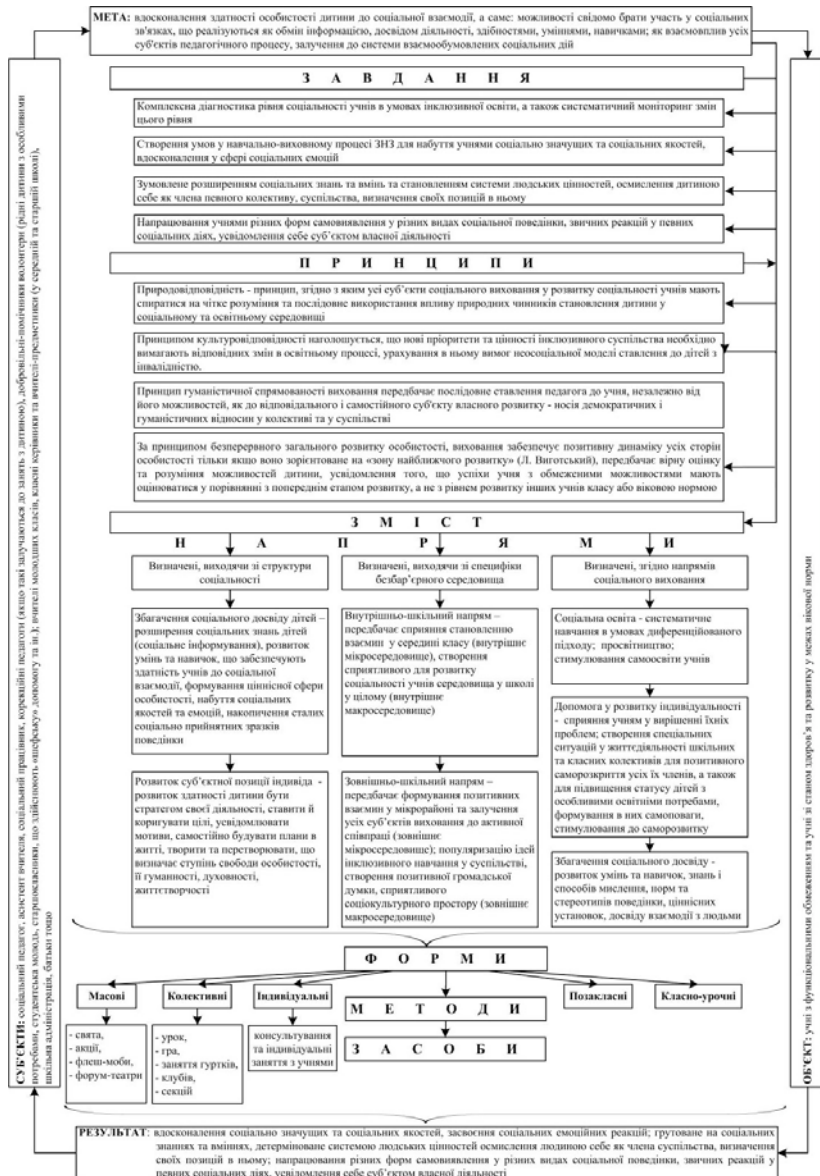 МЕТА: вдосконалення здатності особистості дитини до соціальної взаємодії, а саме: можливості свідомо брати участь у соціальних
зв'язках, що реалізуються як обмін інформацією, досвідом діяльності, здібностями, уміннями, навичками; як взаємовплив усіх
суб'єктів педагогічного процесу, залучення до системи взаємообумовлених соціальних дій
СУБ'ЄКТИ: соціальний педагог, асистент вчителя, соціальний працівник, корекційні педагоги (якщо такі залучаються до занять з дитиною), добровільні-помічники волонтери (рідні дитини з особливими
потребами, студентська молодь, старшокласники, що здійснюють «шефську» допомогу та ін.); вчителі молодших класів, класні керівники та вчителі-предметники (у середній та старшій школі),
шкільна адміністрація, батьки тощо
ЗАВДАННЯ
Комплексна діагностика рівня соціальності учнів в умовах інклюзивної освіти, а також систематичний моніторинг змін
цього рівня
Створення умов у навчально-виховному процесі ЗНЗ для набуття учнями соціально значущих та соціальних якостей,
вдосконалення у сфері соціальних емоцій
Зумовлене розширенням соціальних знань та вмінь та становленням системи людських цінностей, осмислення дитиною
себе як члена певного колективу, суспільства, визначення своїх позицій в ньому
Напрацювання учнями різних форм самовиявлення у різних видах соціальної поведінки, звичних реакцій у певних
соціальних діях, усвідомлення себе суб'єктом власної діяльності
ПРИНЦИПИ
Природовідповідність - принцип, згідно з яким усі суб'єкти соціального виховання у розвитку соціальності учнів мають
спиратися на чітке розуміння та послідовне використання впливу природних чинників становлення дитини у
соціальному та освітньому середовищі
Принципом культуровідповідності наголошується, що нові пріоритети та цінності інклюзивного суспільства необхідно
вимагають відповідних змін в освітньому процесі, урахування в ньому вимог неосоціальної моделі ставлення до дітей з
інвалідністю.
Принцип гуманістичної спрямованості виховання передбачає послідовне ставлення педагога до учня, незалежно від
його можливостей, як до відповідального і самостійного суб'єкту власного розвитку - носія демократичних і
гуманістичних відносин у колективі та у суспільстві
За принципом безперервного загального розвитку особистості, виховання забезпечує позитивну динаміку усіх сторін
особистості тільки якщо воно зорієнтоване на «зону найближчого розвитку» (Л. Виготський), передбачає вірну оцінку
та розуміння можливостей дитини, усвідомлення того, що успіхи учня з обмеженими можливостями мають
оцінюватися у порівнянні з попереднім етапом розвитку, а не з рівнем розвитку інших учнів класу або віковою нормою
ЗМІСТ
НАПРЯМИ
Визначені, виходячи зі структури
соціальності
Збагачення соціального досвіду дітей –
розширення соціальних знань дітей
(соціальне інформування), розвиток
умінь та навичок, що забезпечують
здатність учнів до соціальної
взаємодії, формування ціннісної сфери
особистості, набуття соціальних
якостей та емоцій, накопичення сталих
соціально прийнятних зразків
поведінки
Розвиток суб'єктної позиції індивіда -
розвиток здатності дитини бути
стратегом своєї діяльності, ставити й
коригувати цілі, усвідомлювати
мотиви, самостійно будувати плани в
житті, творити та перетворювати, що
визначає ступінь свободи особистості,
її гуманності, духовності,
життєтворчості
Визначені, виходячи зі специфіки
безбар'єрного середовища
Внутрішньо-шкільний напрям –
передбачає сприяння становленню
взаємин у середині класу (внутрішнє
мікросередовище), створення
сприятливого для розвитку
соціальності учнів середовища у школі
у цілому (внутрішнє
макросередовище)
Зовнішньо-шкільний напрям –
передбачає формування позитивних
взаємин у мікрорайоні та залучення
усіх суб'єктів виховання до активної
співпраці (зовнішнє
мікросередовище); популяризацію ідей
інклюзивного навчання у суспільстві,
створення позитивної громадської
думки, сприятливого
соціокультурного простору (зовнішнє
макросередовище)
Визначені, згідно напрямів
соціального виховання
Соціальна освіта - систематичне
навчання в умовах диференційованого
підходу; просвітництво;
стимулювання самоосвіти учнів
Допомога у розвитку індивідуальності
- сприяння учням у вирішенні їхніх
проблем; створення спеціальних
ситуацій у життєдіяльності шкільних
та класних колективів для позитивного
саморозкриття усіх їх членів, а також
для підвищення статусу дітей з
особливими освітніми потребами,
формування в них самоповаги,
стимулювання до саморозвитку
Збагачення соціального досвіду -
розвиток умінь та навичок, знань і
способів мислення, норм та
стереотипів поведінки, ціннісних
установок, досвіду взаємодії з людьми
ФОРМИ
Масові
- свята,
- акції,
- флеш-моби,
- форум-театри
Колективні
- урок,
- гра,
- заняття гуртків,
- клубів,
- секцій
Індивідуальні
консультування
та індивідуальні
заняття з учнями
МЕТОДИ
ЗАСОБИ
Позакласні
Класно-урочні
ОБ'ЄКТ: учні з функціональними обмеженням та учні зі станом здоров'я та розвитку у межах вікової норми
РЕЗУЛЬТАТ: вдосконалення соціально значущих та соціальних якостей, засвоєння соціальних емоційних реакцій; ґрунтоване на соціальних
знаннях та вміннях, детерміноване системою людських цінностей осмислення людиною себе як члена суспільства, визначення
своїх позицій в ньому; напрацювання різних форм самовиявлення у різних видах соціальної поведінки, звичних реакцій у
певних соціальних діях, усвідомлення себе суб'єктом власної діяльності